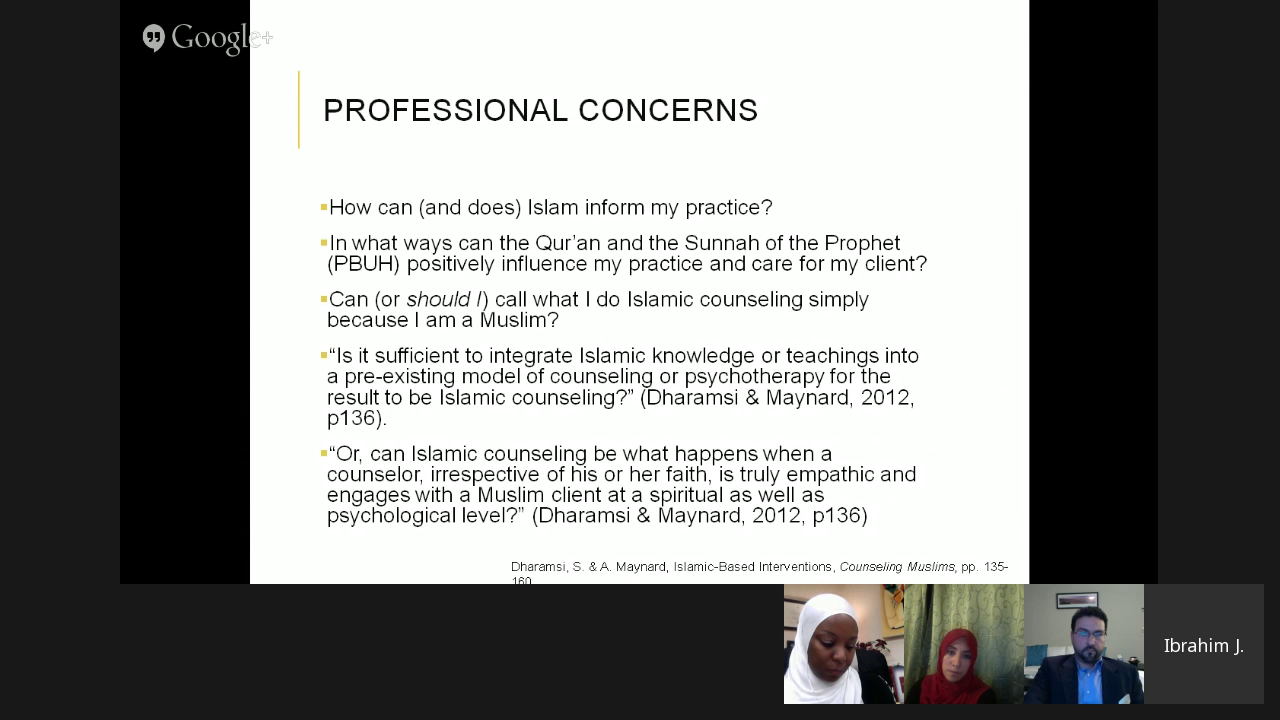 Google+
PROFESSIONAL CONCERNS
▪How can (and does) Islam inform my practice?
▪In what ways can the Qur’an and the Sunnah of the Prophet
(PBUH) positively influence my practice and care for my client?
▪Can (or should I) call what I do Islamic counseling simply
because I am a Muslim?
▪“Is it sufficient to integrate Islamic knowledge or teachings into
a pre-existing model of counseling or psychotherapy for the
result to be Islamic counseling?” (Dharamsi & Maynard, 2012,
p136).
▪“Or, can Islamic counseling be what happens when a
counselor, irrespective of his or her faith, is truly empathic and
engages with a Muslim client at a spiritual as well as
psychological level?” (Dharamsi & Maynard, 2012, p136)
Dharamsi, S. & A. Maynard, Islamic-Based Interventions, Counseling Muslims, pp. 135-
160
Ibrahim J.